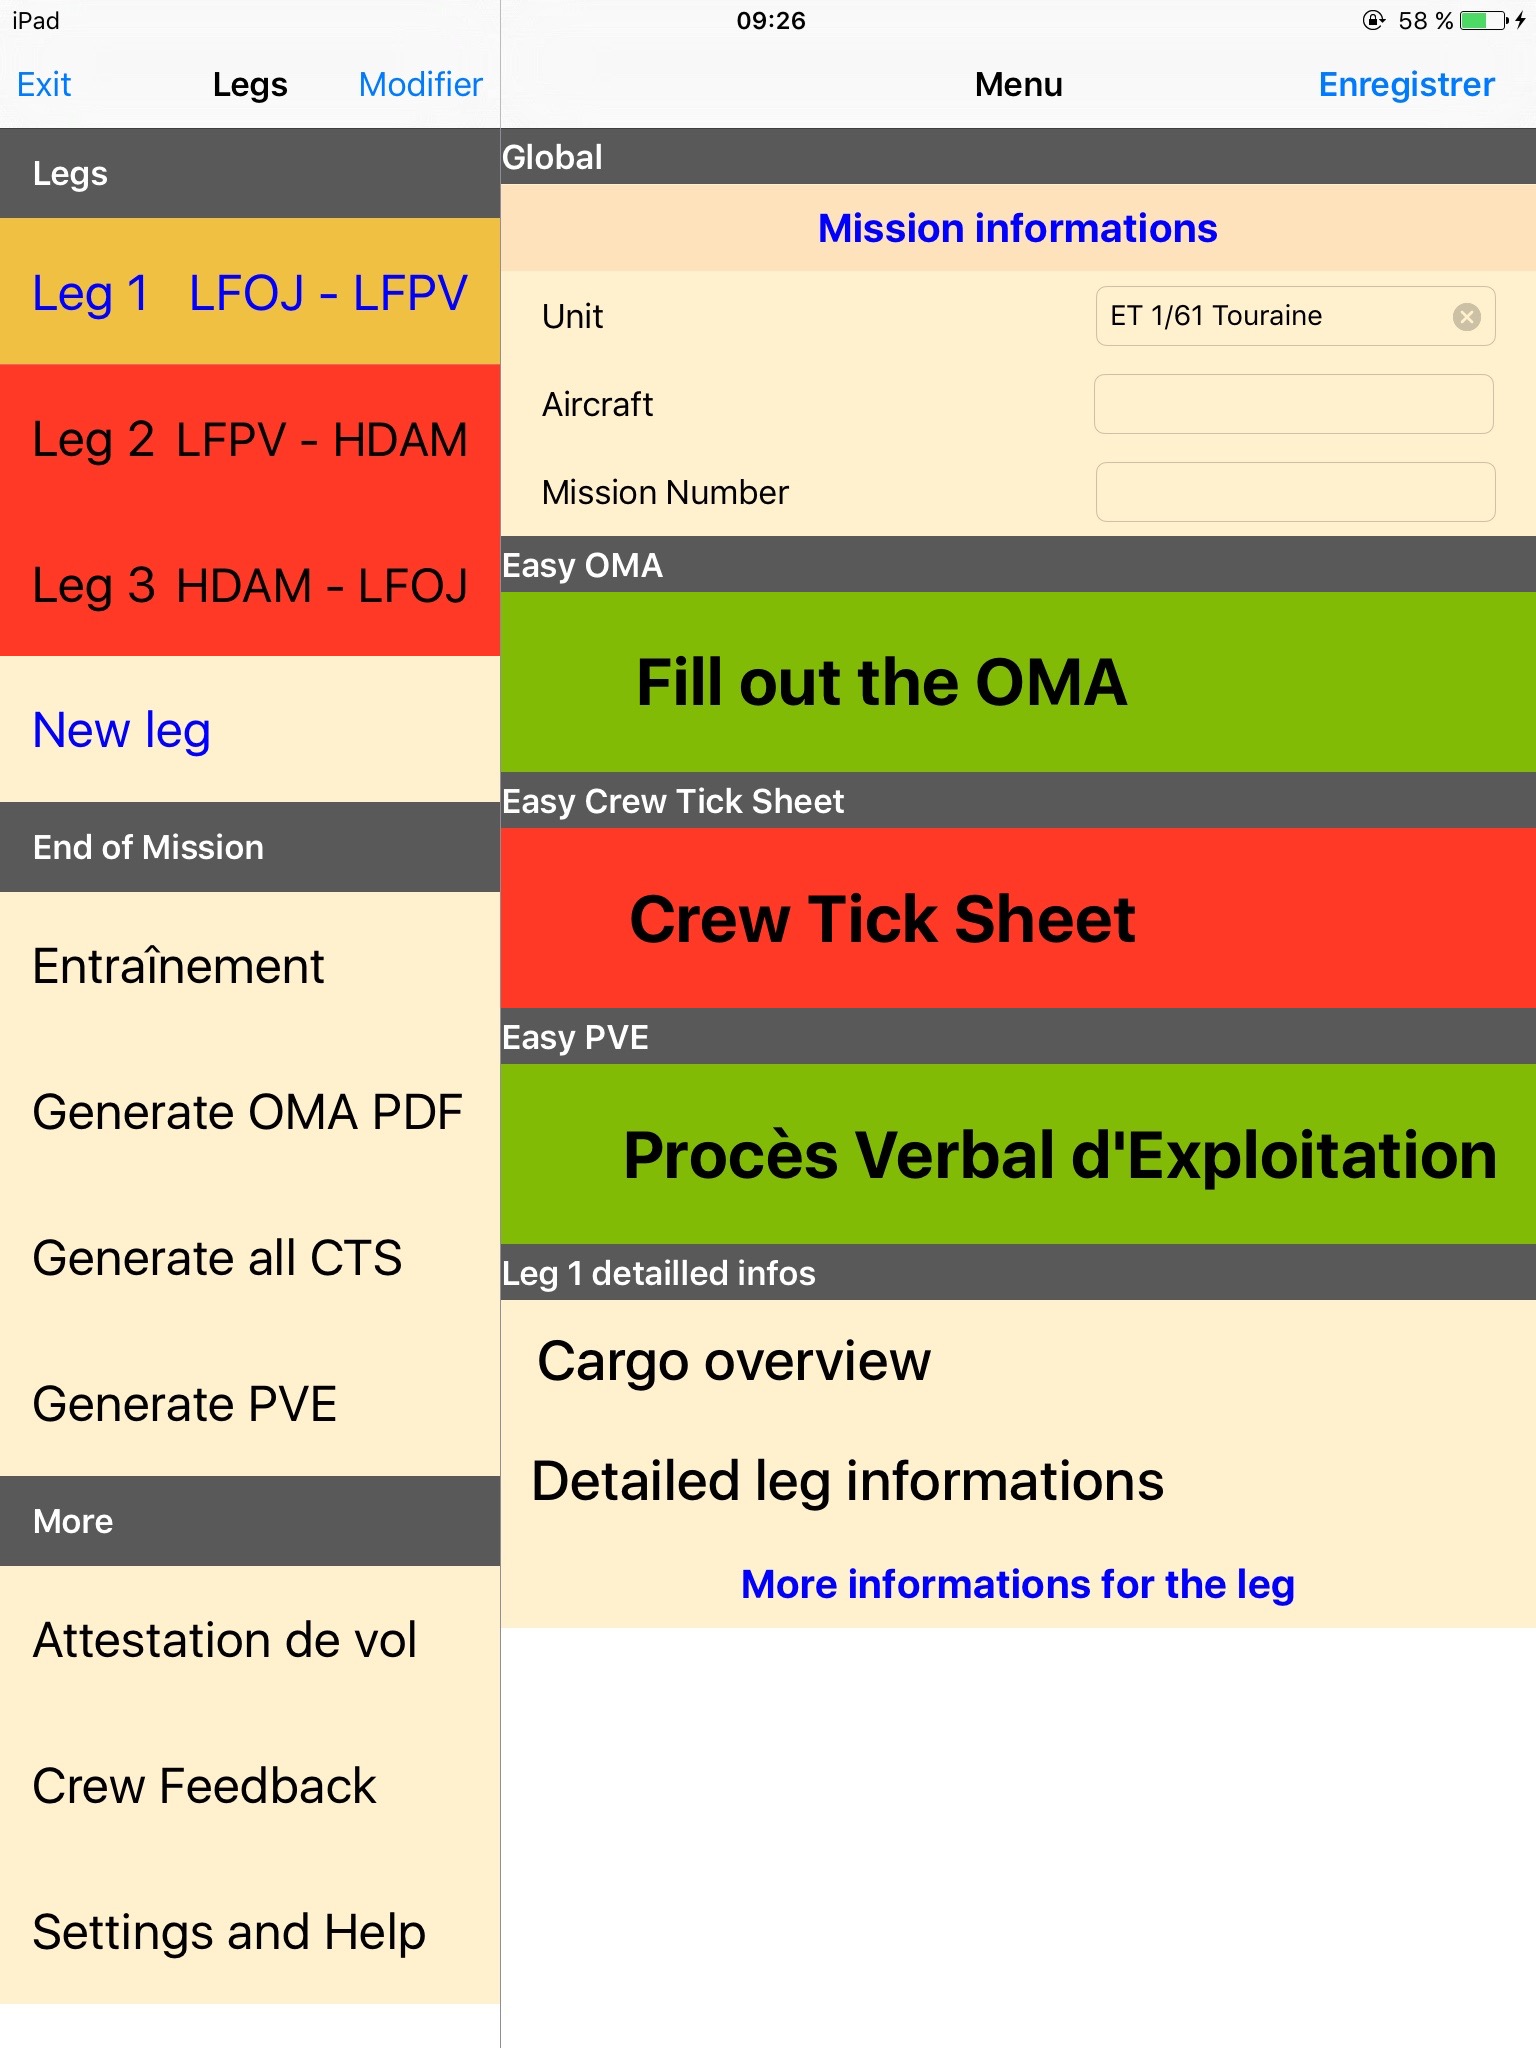 iPad
09:26
58 %
Exit
Legs
Modifier
Legs
Leg 1 LFOJ - LFPV
Leg 2 LFPV - HDAM
Leg 3 HDAM - LFOJ
New leg
End of Mission
Entraînement
Generate OMA PDF
Generate all CTS
Generate PVE
More
Attestation de vol
Crew Feedback
Settings and Help
Menu
Enregistrer
Global
Mission informations
Unit ET 1/61 Touraine
Aircraft
Mission Number
Easy OMA
Fill out the OMA
Easy Crew Tick Sheet
Crew Tick Sheet
Easy PVE
Procès Verbal d'Exploitation
Leg 1 detailled infos
Cargo overview
Detailed leg informations
More informations for the leg